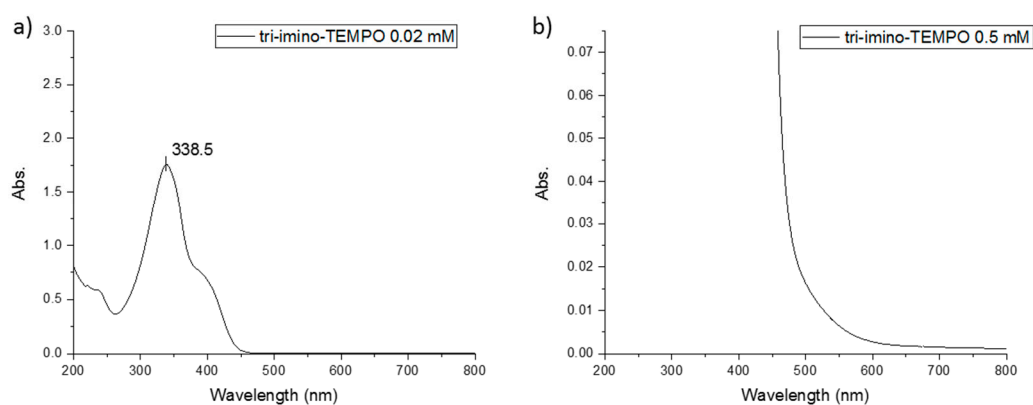 a)
tri-imino-TEMPO 0.02 mM
3.0
2.5
2.0
1.5
1.0
0.5
0.0
338.5
Abs.
200 300 400 500 600 700 800
Wavelength (nm)
b)
tri-imino-TEMPO 0.5 mM
0.07
0.06
0.05
0.04
0.03
0.02
0.01
0.00
Abs.
200 300 400 500 600 700 800
Wavelength (nm)